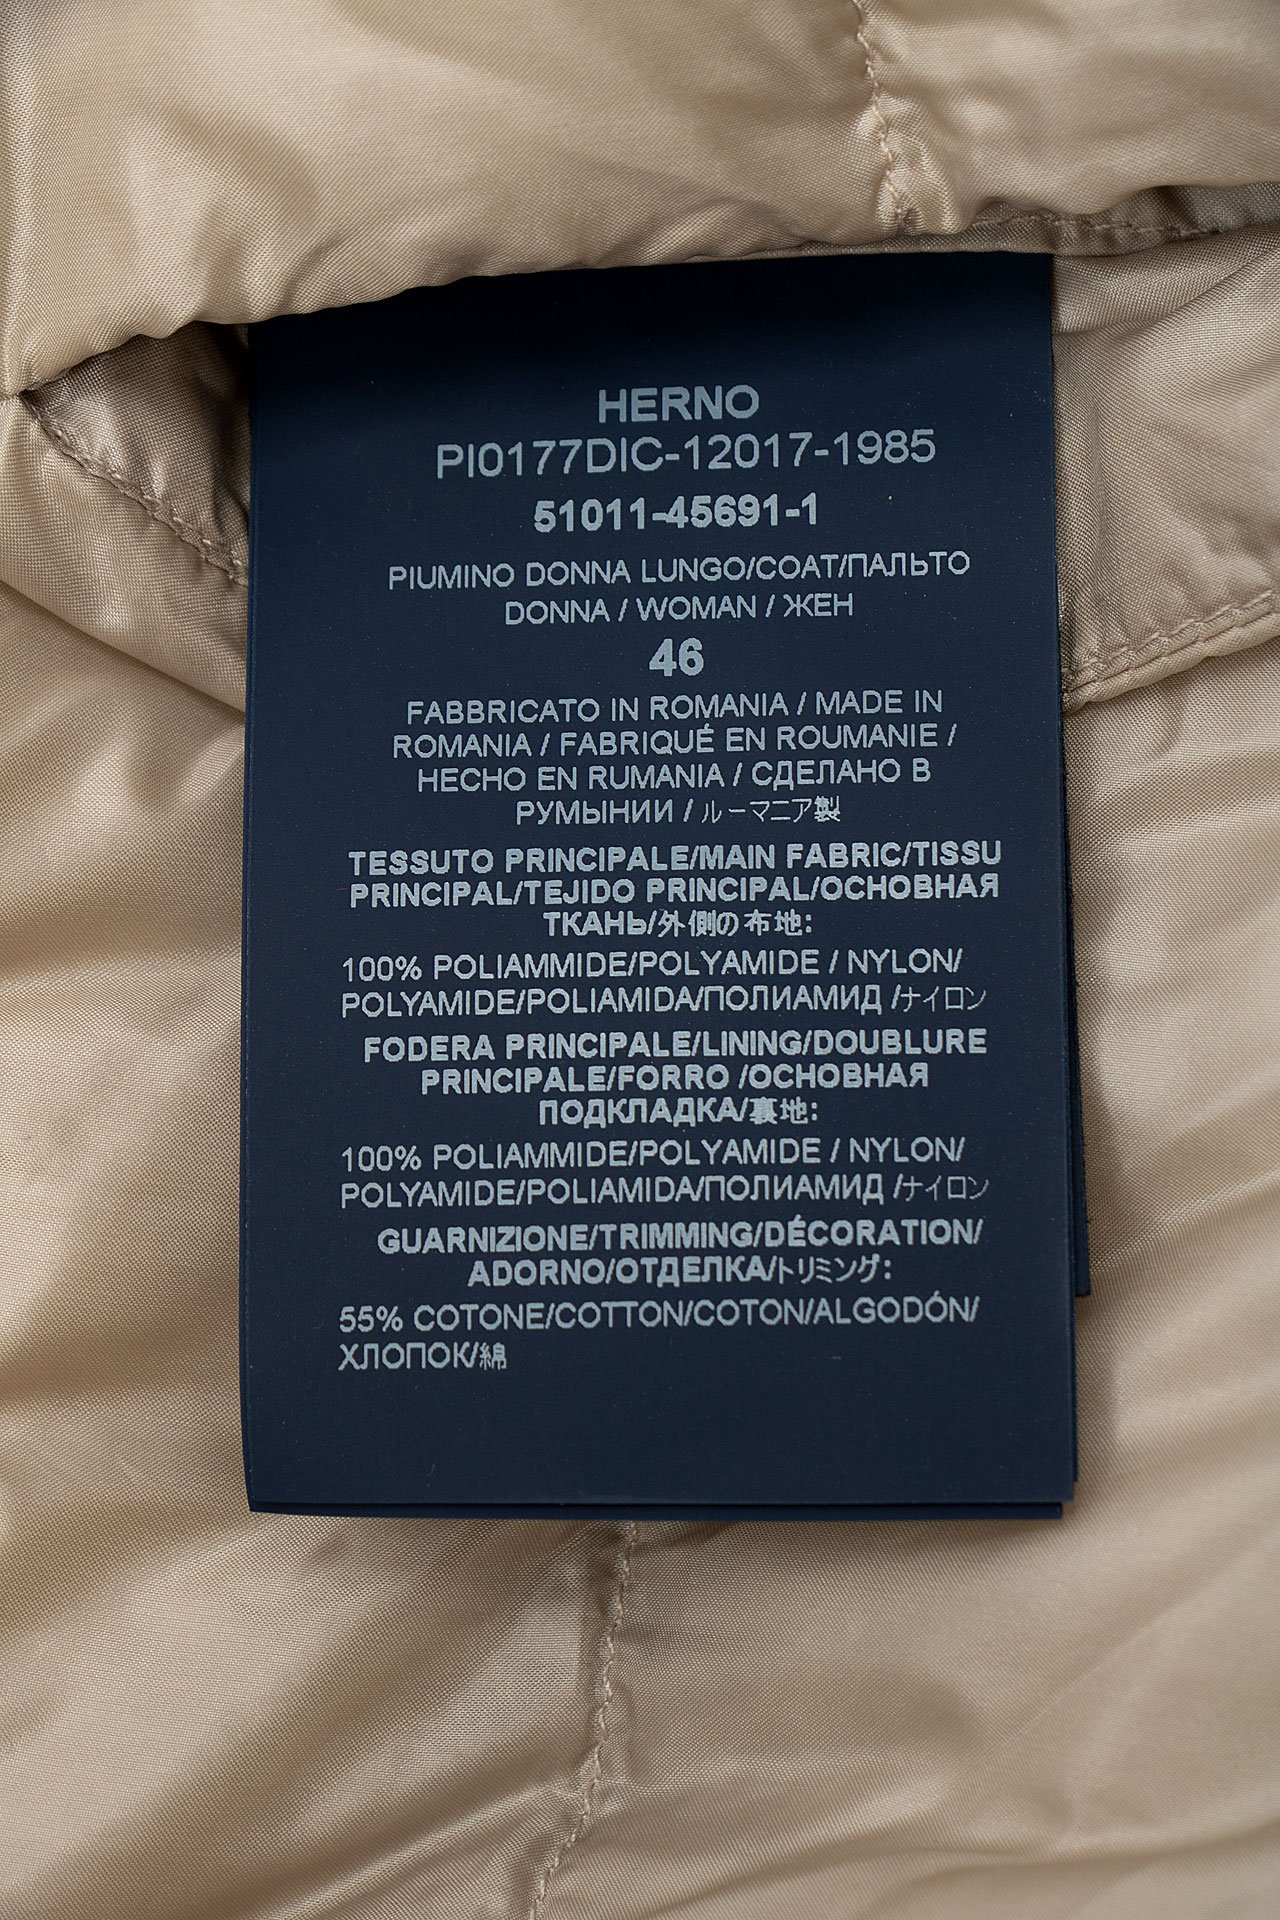 HERNO
PI0177DIC-12017-1985
51011-45691-1
PIUMINO DONNA LUNGO/COAT/ПАЛЬТО
DONNA / WOMAN / ЖЕН
46
FABBRICATO IN ROMANIA / MADE IN
ROMANIA / FABRIQUÉ EN ROUMANIE /
HECHO EN RUMANIA / СДЕЛАНО В
РУМЫНИИ / ルーマニア製
TESSUTO PRINCIPALE/MAIN FABRIC/TISSU
PRINCIPAL/TEJIDO PRINCIPAL/ОСНОВНАЯ
ТКАНЬ/外側の布地:
100% POLIAMMIDE/POLYAMIDE / NYLON/
POLYAMIDE/POLIAMIDA/ПОЛИАМИД /ナイロン
FODERA PRINCIPALE/LINING/DOUBLURE
PRINCIPALE/FORRO /ОСНОВНАЯ
ПОДКЛАДКА/裏地:
100% POLIAMMIDE/POLYAMIDE / NYLON/
POLYAMIDE/POLIAMIDA/ПОЛИАМИД /ナイロン
GUARNIZIONE/TRIMMING/DÉCORATION/
ADORNO/ОТДЕЛКА/トリミング:
55% COTONE/COTTON/COTON/ALGODÓN/
ХЛОПОК/綿